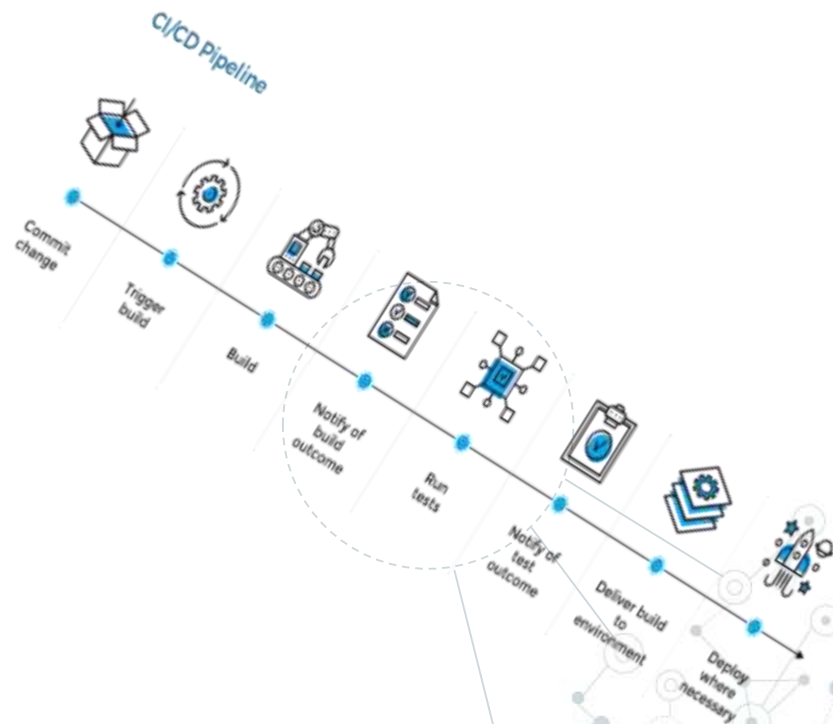 CI/CD Pipeline
Commit
change
Trigger
build
Build
Notify of
build
outcome
Run
tests
Notify of
test
outcome
Deliver build
to
environment
Deploy
where
necessary